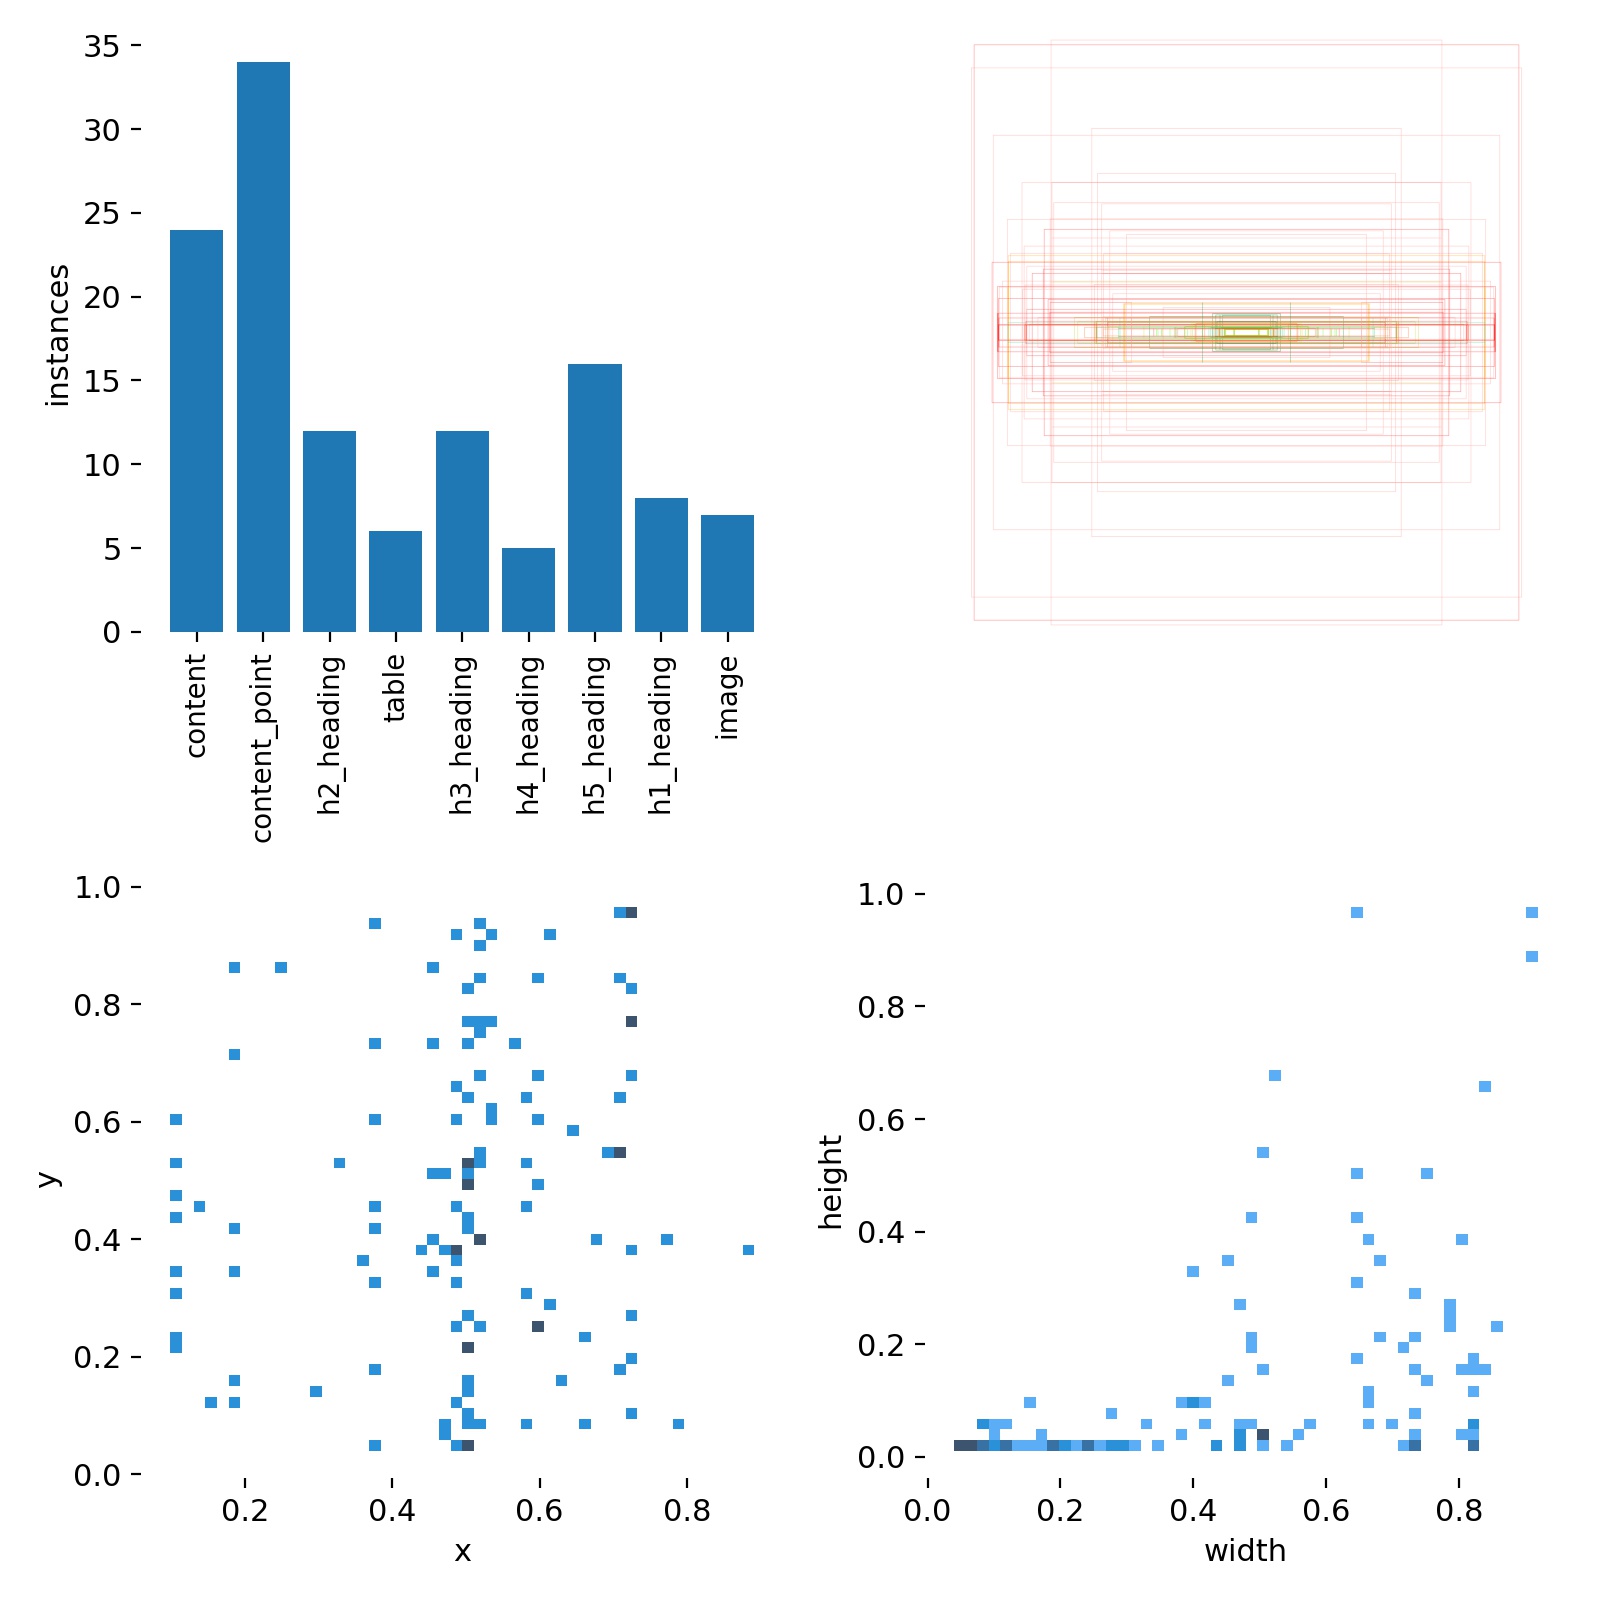 35
30
25
20
15
10
5
0
instances
content
content_point
h2_heading
table
h3_heading
h4_heading
h5_heading
h1_heading
image
1.0
0.8
0.6
0.4
0.2
0.0
y
0.2 0.4 0.6 0.8
x
1.0
0.8
0.6
0.4
0.2
0.0
height
0.0 0.2 0.4 0.6 0.8
width